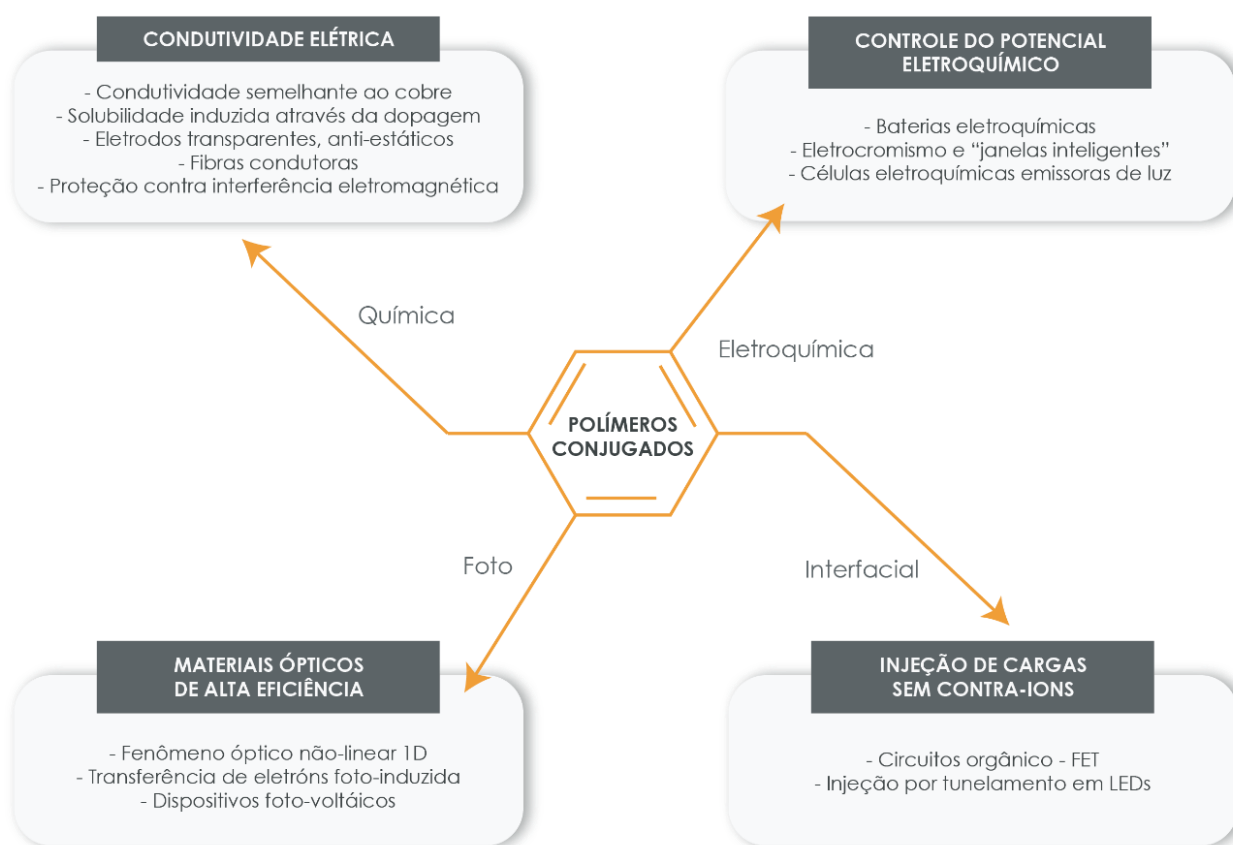 CONDUTIVIDADE ELÉTRICA
- Condutividade semelhante ao cobre
- Solubilidade induzida através da dopagem
- Eletrodos transparentes, anti-estáticos
- Fibras condutoras
- Proteção contra interferência eletromagnética
CONTROLE DO POTENCIAL
ELETROQUÍMICO
- Baterias eletroquímicas
- Eletrocromismo e “janelas inteligentes”
- Células eletroquímicas emissoras de luz
Química
Eletroquímica
POLÍMEROS
CONJUGADOS
Foto
Interfacial
MATERIAIS ÓPTICOS
DE ALTA EFICIÊNCIA
- Fenômeno óptico não-linear 1D
- Transferência de eletróns foto-induzida
- Dispositivos foto-voltáicos
INJEÇÃO DE CARGAS
SEM CONTRA-IONS
- Circuitos orgânico - FET
- Injeção por tunelamento em LEDs